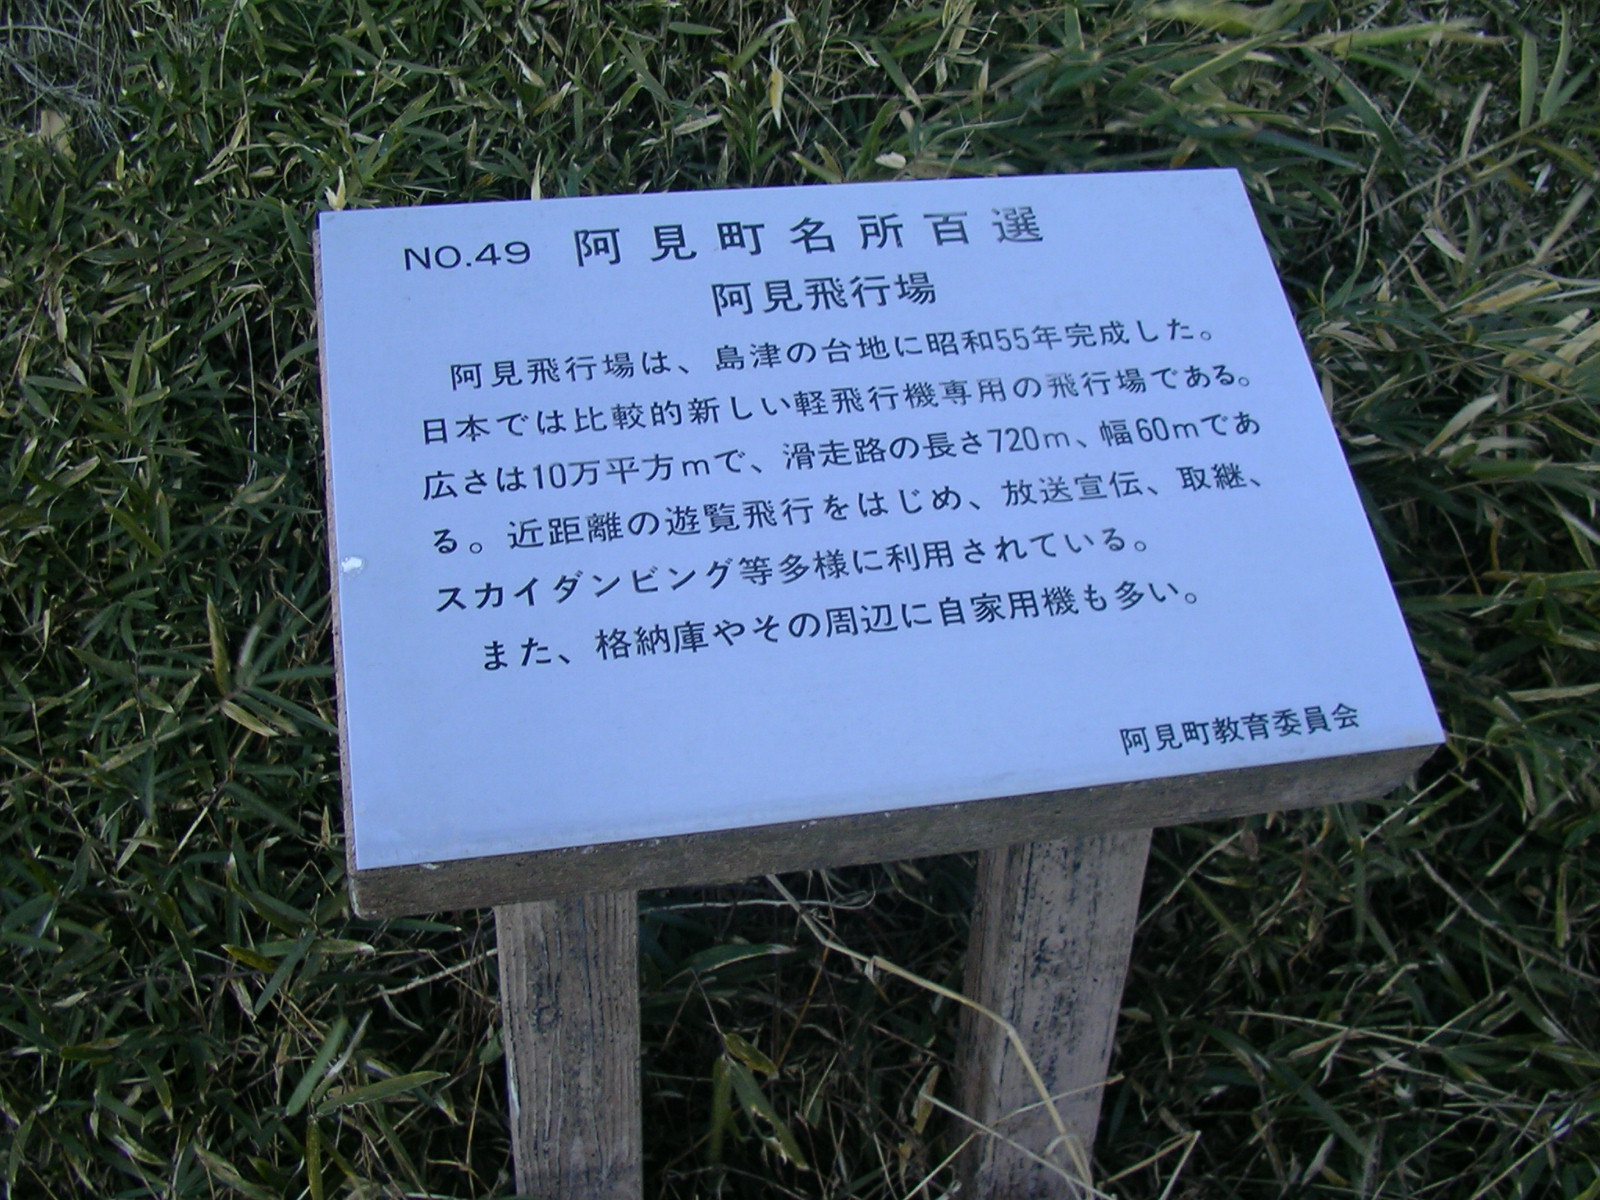 NO.49 阿見町名所百選
阿見飛行場
阿見飛行場は、島津の台地に昭和55年完成した。
日本では比較的新しい軽飛行機専用の飛行場である。
広さは10万平方mで、滑走路の長さ720m、幅60mであ
る。近距離の遊覧飛行をはじめ、放送宣伝、取継、
スカイダンビング等多様に利用されている。
また、格納庫やその周辺に自家用機も多い。
阿見町教育委員会